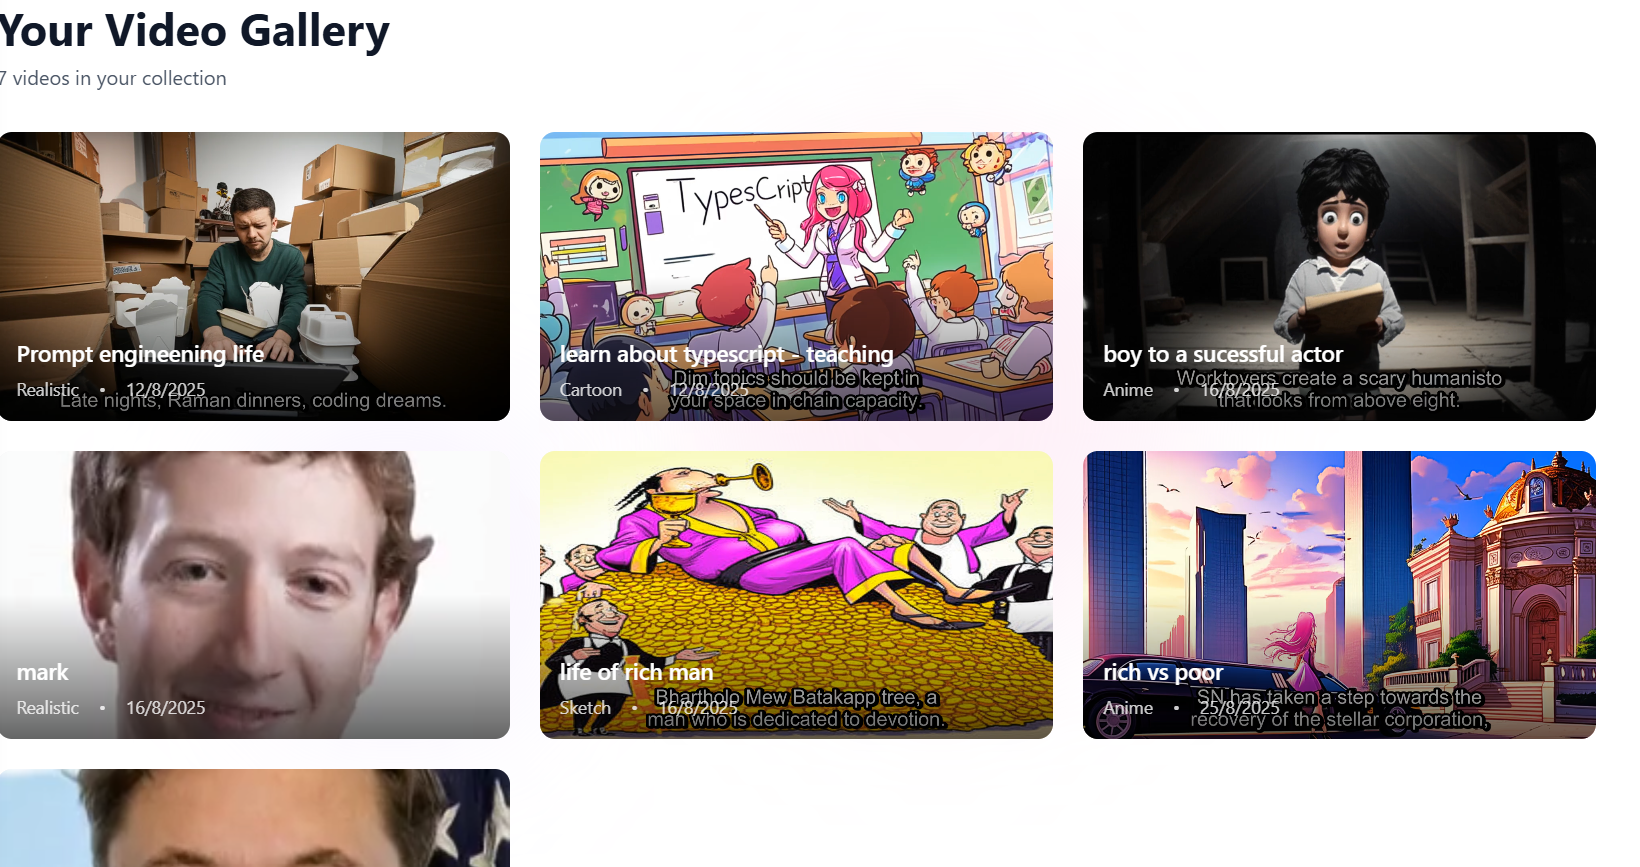 Your Video Gallery
7 videos in your collection
TypesCript
Prompt engineening life
Realistic • 12/8/2025
Late nights, Raman dinners, coding dreams.
learn about typescript - teaching
Cartoon • 12/8/2025
Dim topics should be kept in
your space in chain capacity.
boy to a sucessful actor
Anime • 16/8/2025
Worktovers create a scary humanisto
that looks from above eight.
mark
Realistic • 16/8/2025
life of rich man
Sketch • 16/8/2025
Bhartholo Mew Batakapp tree, a
man who is dedicated to devotion.
rich vs poor
Anime • 25/8/2025
SN has taken a step towards the
recovery of the stellar corporation,